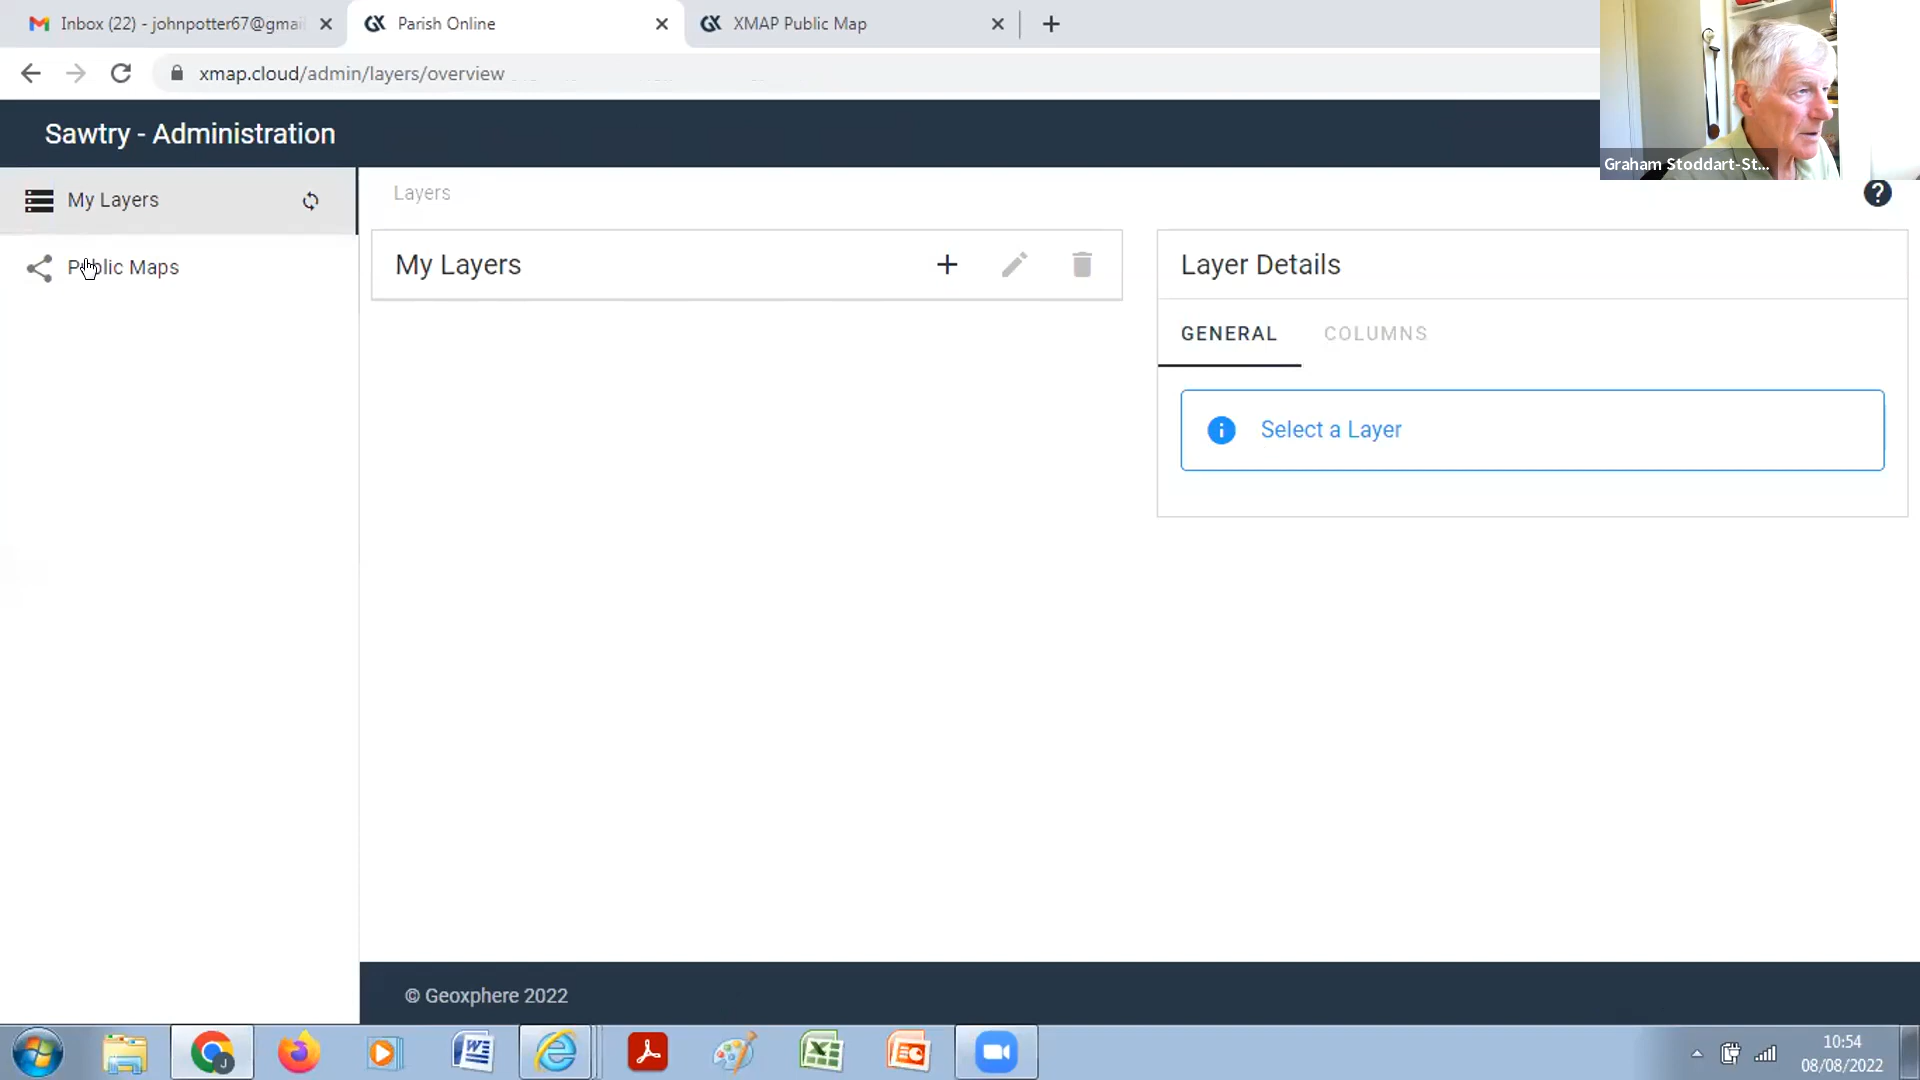 Inbox (22) - johnpotter67@gmai
Parish Online
XMAP Public Map
xmap.cloud/admin/layers/overview
Graham Stoddart-St...
Sawtry - Administration
My Layers
Public Maps
Layers
My Layers
Layer Details
GENERAL
COLUMNS
Select a Layer
© Geoxphere 2022
10:54
08/08/2022